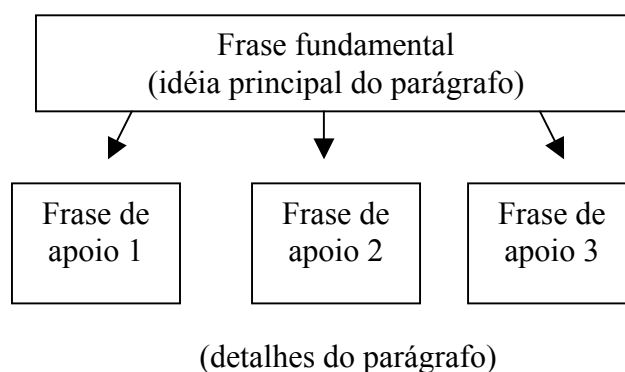 Frase fundamental
(idéia principal do parágrafo)
Frase de
apoio 1
Frase de
apoio 2
Frase de
apoio 3
(detalhes do parágrafo)